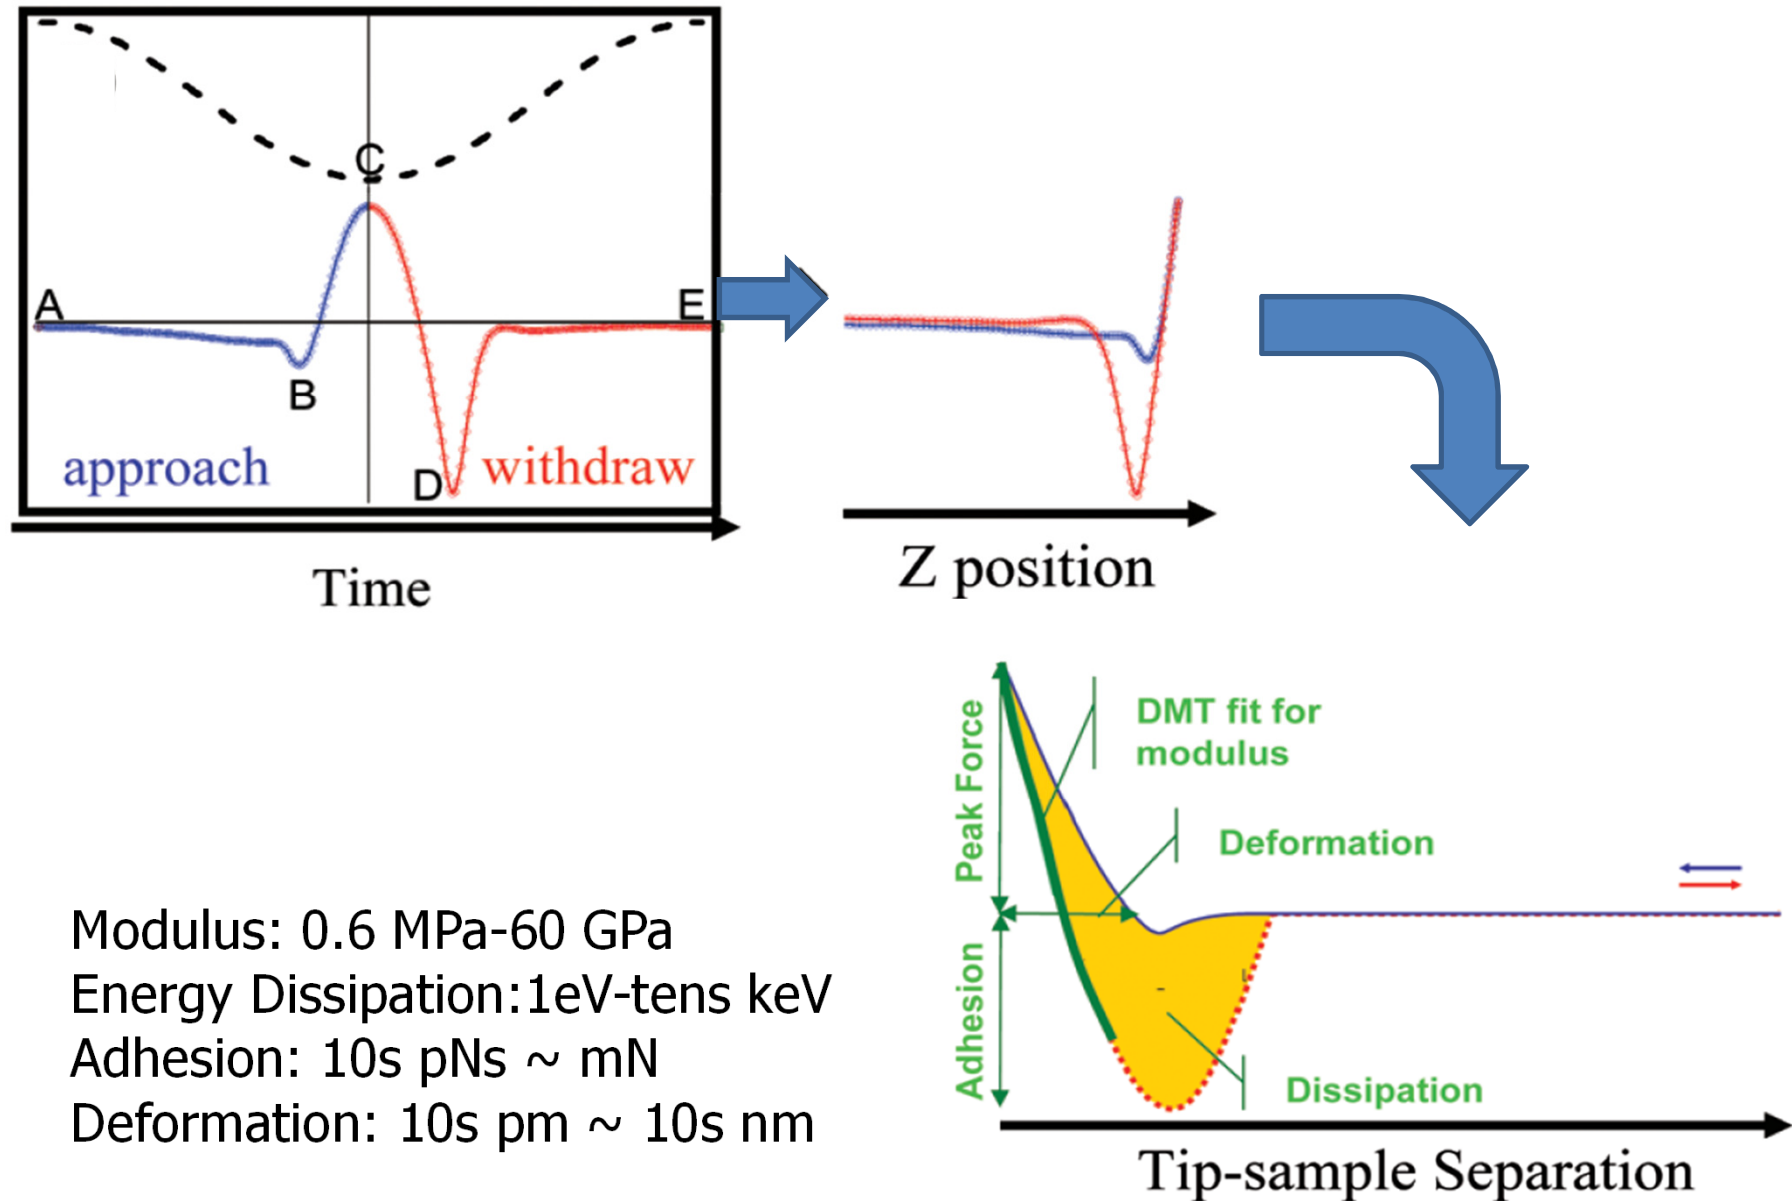 C
A
E
B
approach
D
withdraw
Time
Z position
DMT fit for
modulus
Peak Force
Deformation
Adhesion
Dissipation
Tip-sample Separation
Modulus: 0.6 MPa-60 GPa
Energy Dissipation:1eV-tens keV
Adhesion: 10s pNs ~ mN
Deformation: 10s pm ~ 10s nm